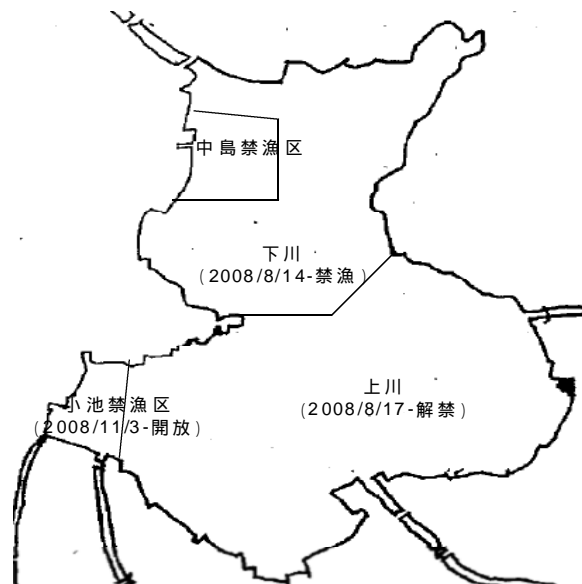 中島禁漁区
下川
(2008/8/14-禁漁)
上川
(2008/8/17-解禁)
小池禁漁区
(2008/11/3-開放)